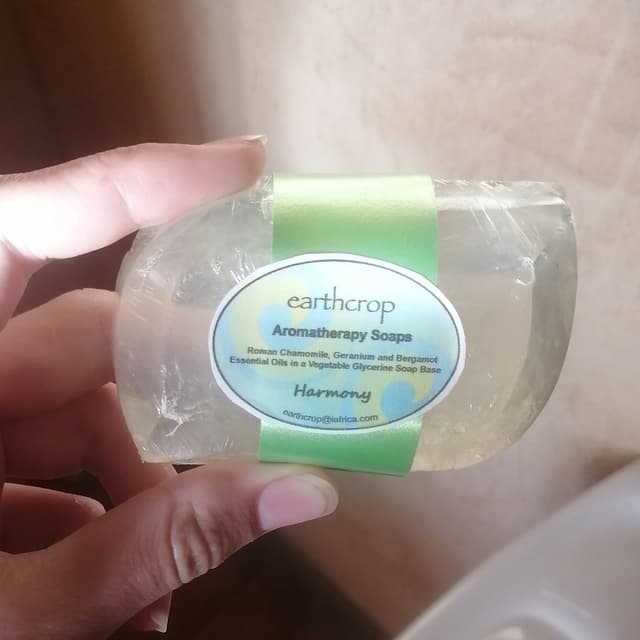 earthcrop
Aromatherapy Soaps
Roman Chamomile, Geranium and Bergamot
Essential Oils in a Vegetable Glycerine Soap Base
Harmony
earthcrop@iafrica.com